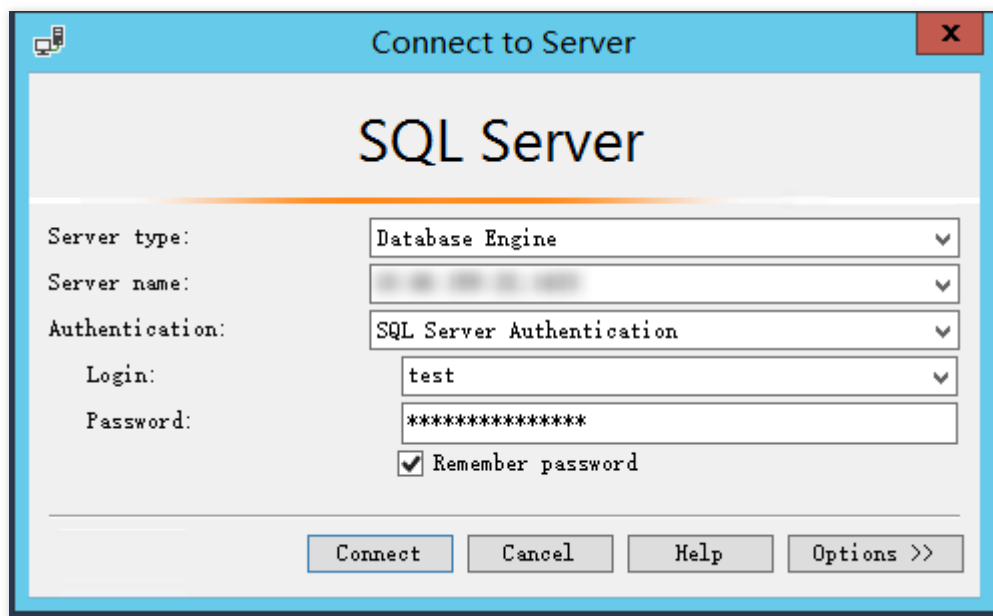 Connect to Server
x
SQL Server
Server type: Database Engine
Server name:
Authentication: SQL Server Authentication
Login: test
Password: ***************
Remember password
Connect Cancel Help Options >>